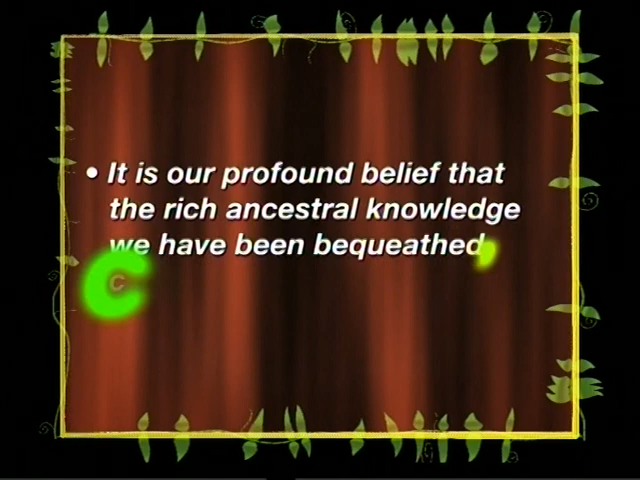 • It is our profound belief that
the rich ancestral knowledge
we have been bequeathed,
c